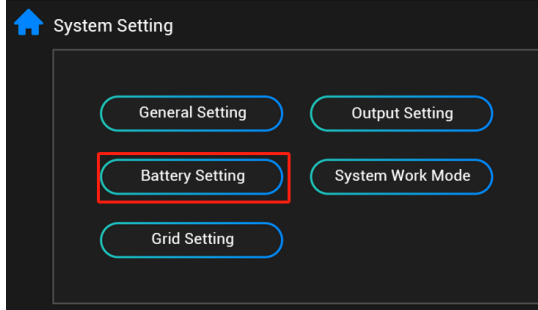 System Setting
General Setting
Output Setting
Battery Setting
System Work Mode
Grid Setting